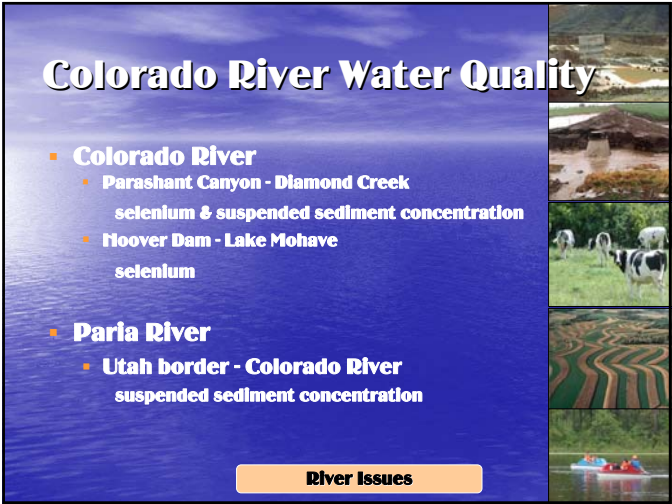 Colorado River Water Quality
Colorado River
Parashant Canyon - Diamond Creek
selenium & suspended sediment concentration
Hoover Dam - Lake Mohave
selenium
Paria River
Utah border - Colorado River
suspended sediment concentration
River Issues